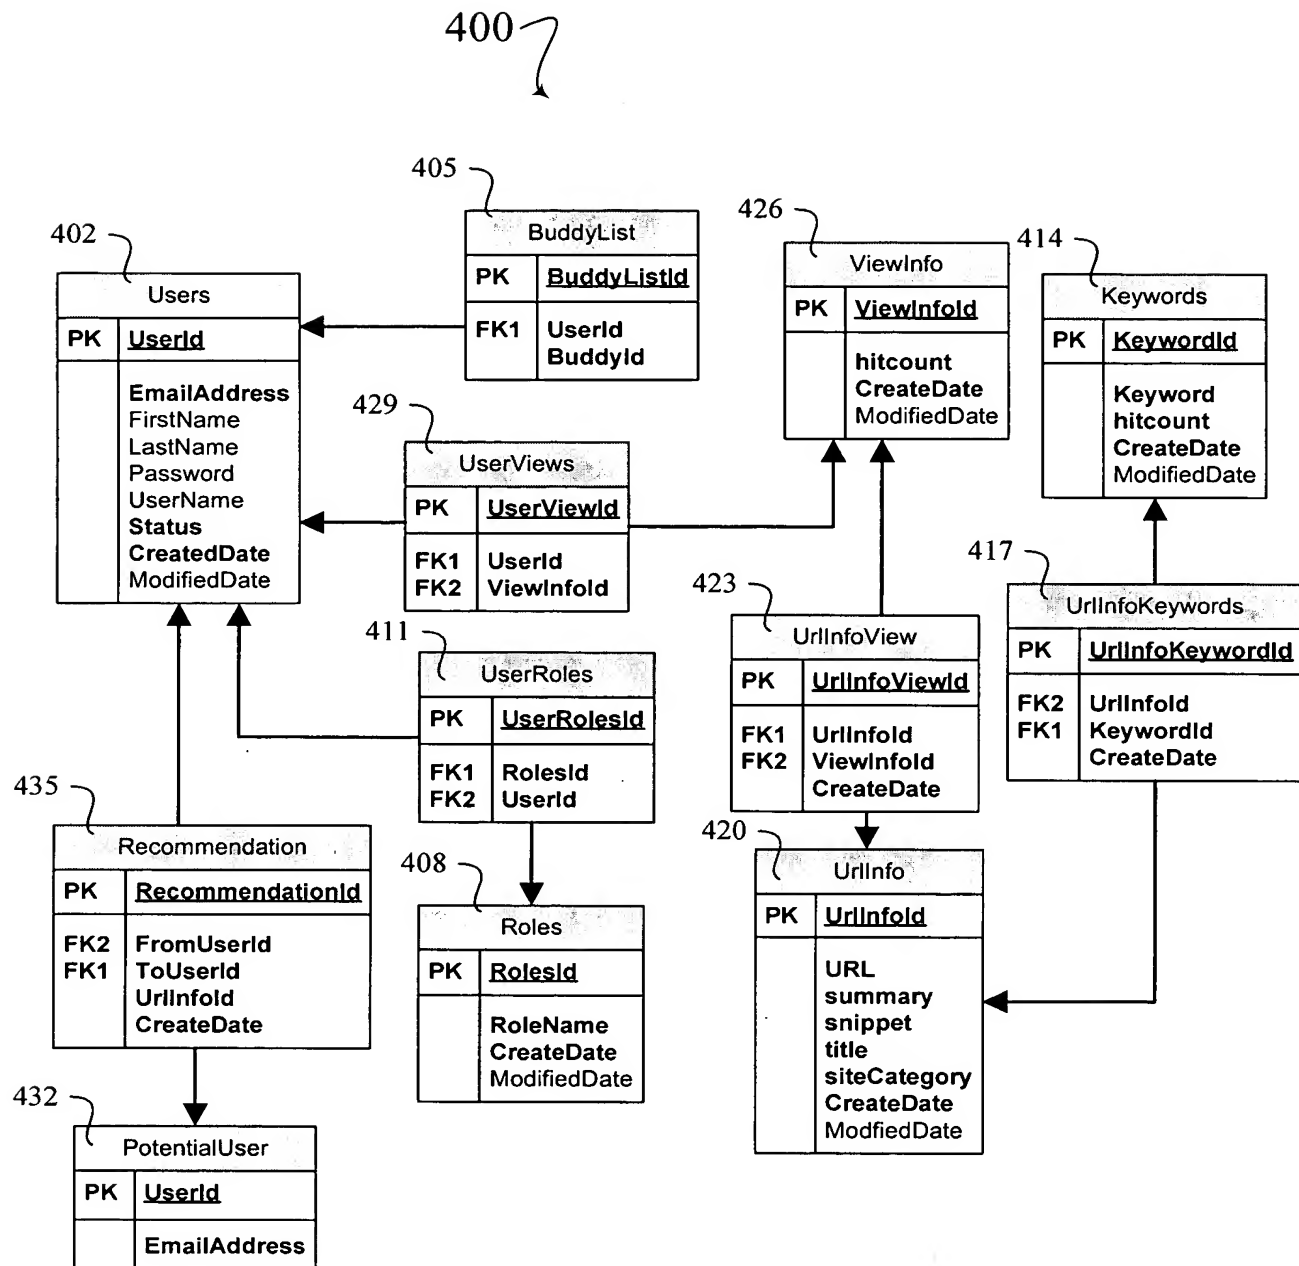 400
405
BuddyList
PK BuddyListId
FK1 UserId
BuddyId
426
ViewInfo
PK ViewInfoId
hitcount
CreateDate
ModifiedDate
414
Keywords
PK KeywordId
Keyword
hitcount
CreateDate
ModifiedDate
402
Users
PK UserId
EmailAddress
FirstName
LastName
Password
UserName
Status
CreatedDate
ModifiedDate
429
UserViews
PK UserViewId
FK1 UserId
FK2 ViewInfoId
423
UrlInfoView
PK UrlInfoViewId
FK1 UrlInfoId
FK2 ViewInfoId
CreateDate
417
UrlInfoKeywords
PK UrlInfoKeywordId
FK2 UrlInfoId
FK1 KeywordId
CreateDate
411
UserRoles
PK UserRolesId
FK1 RolesId
FK2 UserId
435
Recommendation
PK RecommendationId
FK2 FromUserId
FK1 ToUserId
UrlInfoId
CreateDate
408
Roles
PK RolesId
RoleName
CreateDate
ModifiedDate
420
UrlInfo
PK UrlInfoId
URL
summary
snippet
title
siteCategory
CreateDate
ModfiedDate
432
PotentialUser
PK UserId
EmailAddress